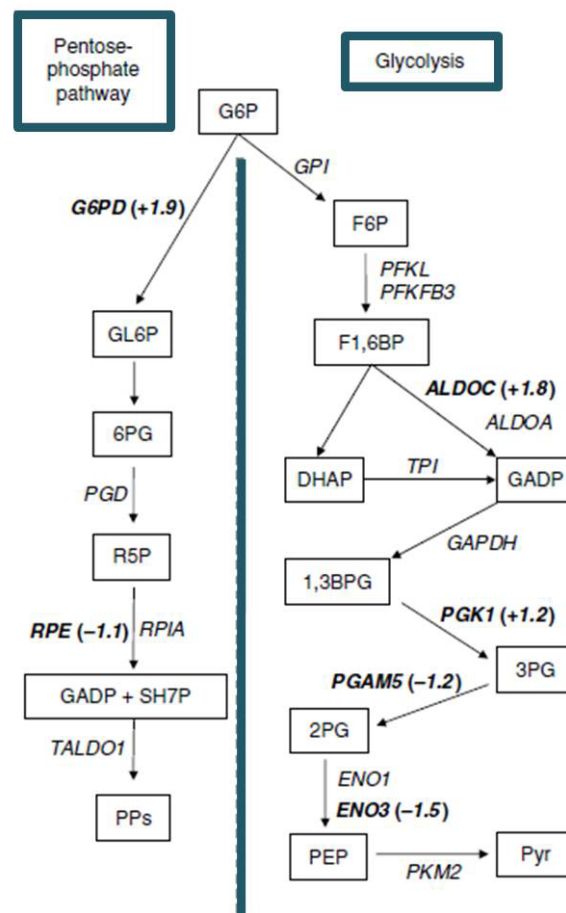 Pentose-
phosphate
pathway
Glycolysis
G6P
GPI
G6PD (+1.9)
F6P
PFKL
PFKFB3
GL6P
F1,6BP
ALDOC (+1.8)
ALDOA
6PG
DHAP
TPI
GADP
PGD
GAPDH
R5P
1,3BPG
PGK1 (+1.2)
RPE (–1.1)
RPIA
3PG
PGAM5 (–1.2)
GADP + SH7P
2PG
TALDO1
ENO1
ENO3 (–1.5)
PPs
PEP
PKM2
Pyr